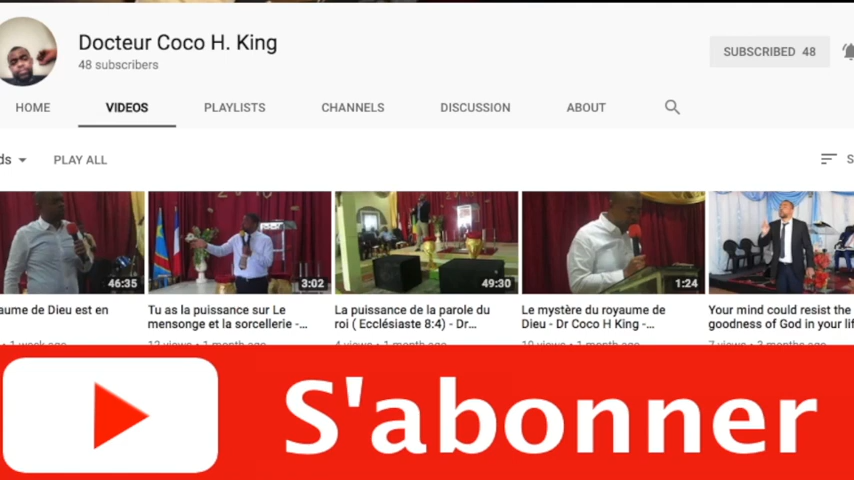 Docteur Coco H. King
48 subscribers
SUBSCRIBED 48
HOME VIDEOS PLAYLISTS CHANNELS DISCUSSION ABOUT
ds PLAY ALL S
46:35 3:02 49:30 1:24
aume de Dieu est en
Tu as la puissance sur Le
mensonge et la sorcellerie -...
La puissance de la parole du
roi ( Ecclésiaste 8:4) - Dr...
Le mystère du royaume de
Dieu - Dr Coco H King -...
Your mind could resist the
goodness of God in your lif
1 week ago
12 views • 1 month ago
4 views • 1 month ago
10 views • 1 month ago
7 views • 3 months ago
S'abonner